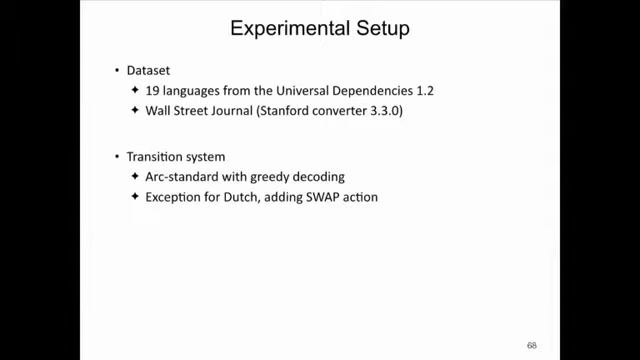 Experimental Setup
• Dataset
✦ 19 languages from the Universal Dependencies 1.2
✦ Wall Street Journal (Stanford converter 3.3.0)
• Transition system
✦ Arc-standard with greedy decoding
✦ Exception for Dutch, adding SWAP action
68